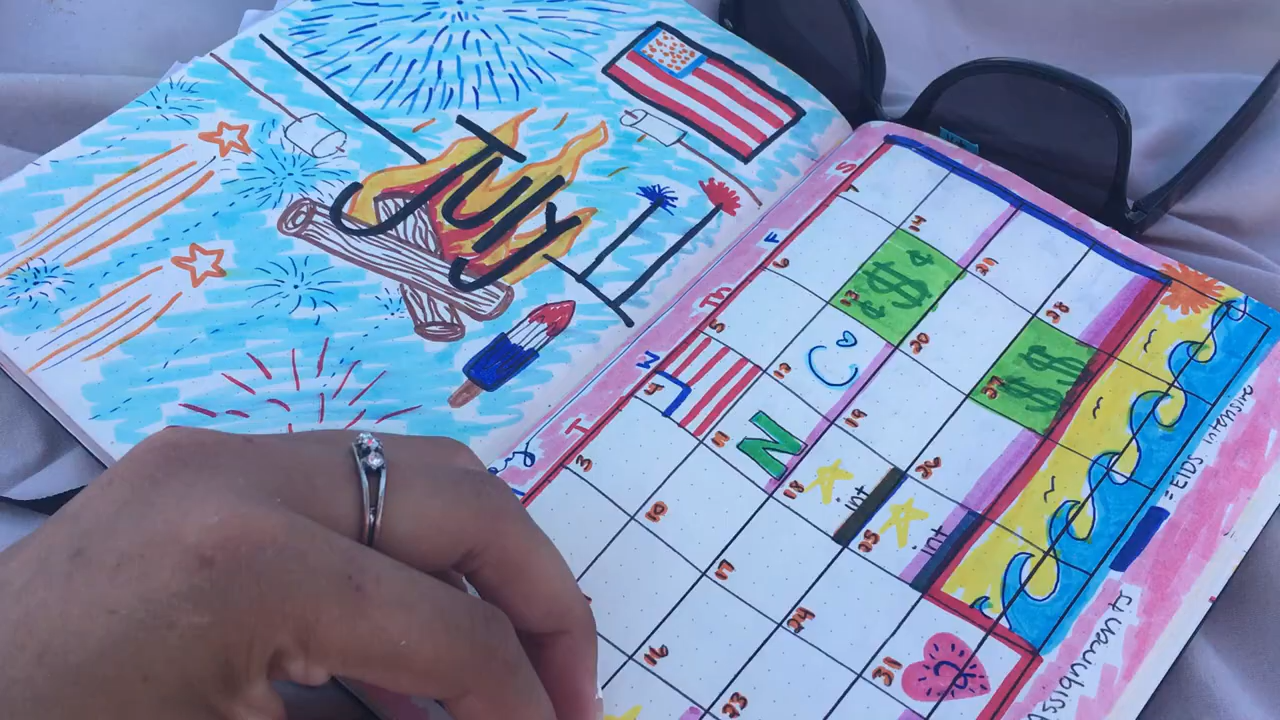 July
S
14
21
28
F
6
13
¢$¢
20
27
$$
Th
5
12
C
19
26
W
4
11
N
18
int
25
int
T
3
10
17
24
31
16
23
= EIDS intensive
Assignments